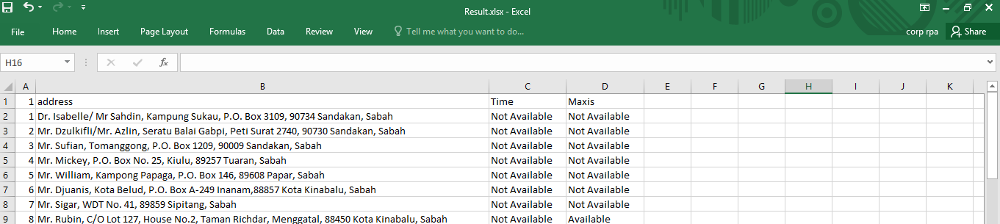 Result.xlsx - Excel
File Home Insert Page Layout Formulas Data Review View Tell me what you want to do... corp rpa Share
H16 fx
A B C D E F G H I J K
1 1 address Time Maxis
2 1 Dr. Isabelle/ Mr Sahdin, Kampung Sukau, P.O. Box 3109, 90734 Sandakan, Sabah Not Available Not Available
3 2 Mr. Dzulkifli/Mr. Azlin, Seratu Balai Gabpi, Peti Surat 2740, 90730 Sandakan, Sabah Not Available Not Available
4 3 Mr. Sufian, Tomanggong, P.O. Box 1209, 90009 Sandakan, Sabah Not Available Not Available
5 4 Mr. Mickey, P.O. Box No. 25, Kiulu, 89257 Tuaran, Sabah Not Available Not Available
6 5 Mr. William, Kampong Papaga, P.O. Box 146, 89608 Papar, Sabah Not Available Not Available
7 6 Mr. Djuanis, Kota Belud, P.O. Box A-249 Inanam,88857 Kota Kinabalu, Sabah Not Available Not Available
8 7 Mr. Sigar, WDT No. 41, 89859 Sipitang, Sabah Not Available Not Available
9 8 Mr. Rubin, C/O Lot 127, House No.2, Taman Richdar, Menggatal, 88450 Kota Kinabalu, Sabah Not Available Available